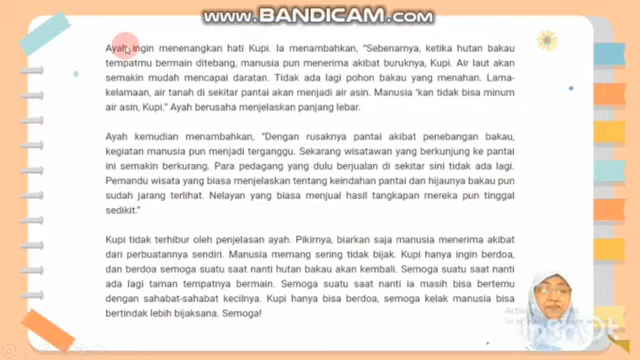 www.BANDICAM.com
Ayah ingin menenangkan hati Kupi. Ia menambahkan, "Sebenarnya, ketika hutan bakau
tempatmu bermain ditebang, manusia pun menerima akibat buruknya, Kupi. Air laut akan
semakin mudah mencapai daratan. Tidak ada lagi pohon bakau yang menahan. Lama-
kelamaan, air tanah di sekitar pantai akan menjadi air asin. Manusia 'kan tidak bisa minum
air asin, Kupi." Ayah berusaha menjelaskan panjang lebar.
Ayah kemudian menambahkan, "Dengan rusaknya pantai akibat penebangan bakau,
kegiatan manusia pun menjadi terganggu. Sekarang wisatawan yang berkunjung ke pantai
ini semakin berkurang. Para pedagang yang dulu berjualan di sekitar sini tidak ada lagi.
Pemandu wisata yang biasa menjelaskan tentang keindahan pantai dan hijaunya bakau pun
sudah jarang terlihat. Nelayan yang biasa menjual hasil tangkapan mereka pun tinggal
sedikit."
Kupi tidak terhibur oleh penjelasan ayah. Pikirnya, biarkan saja manusia menerima akibat
dari perbuatannya sendiri. Manusia memang sering tidak bijak. Kupi hanya ingin berdoa,
dan berdoa semoga suatu saat nanti hutan bakau akan kembali. Semoga suatu saat nanti
ada lagi taman tempatnya bermain. Semoga suatu saat nanti ia masih bisa bertemu
dengan sahabat-sahabat kecilnya. Kupi hanya bisa berdoa, semoga kelak manusia bisa
bertindak lebih bijaksana. Semoga!